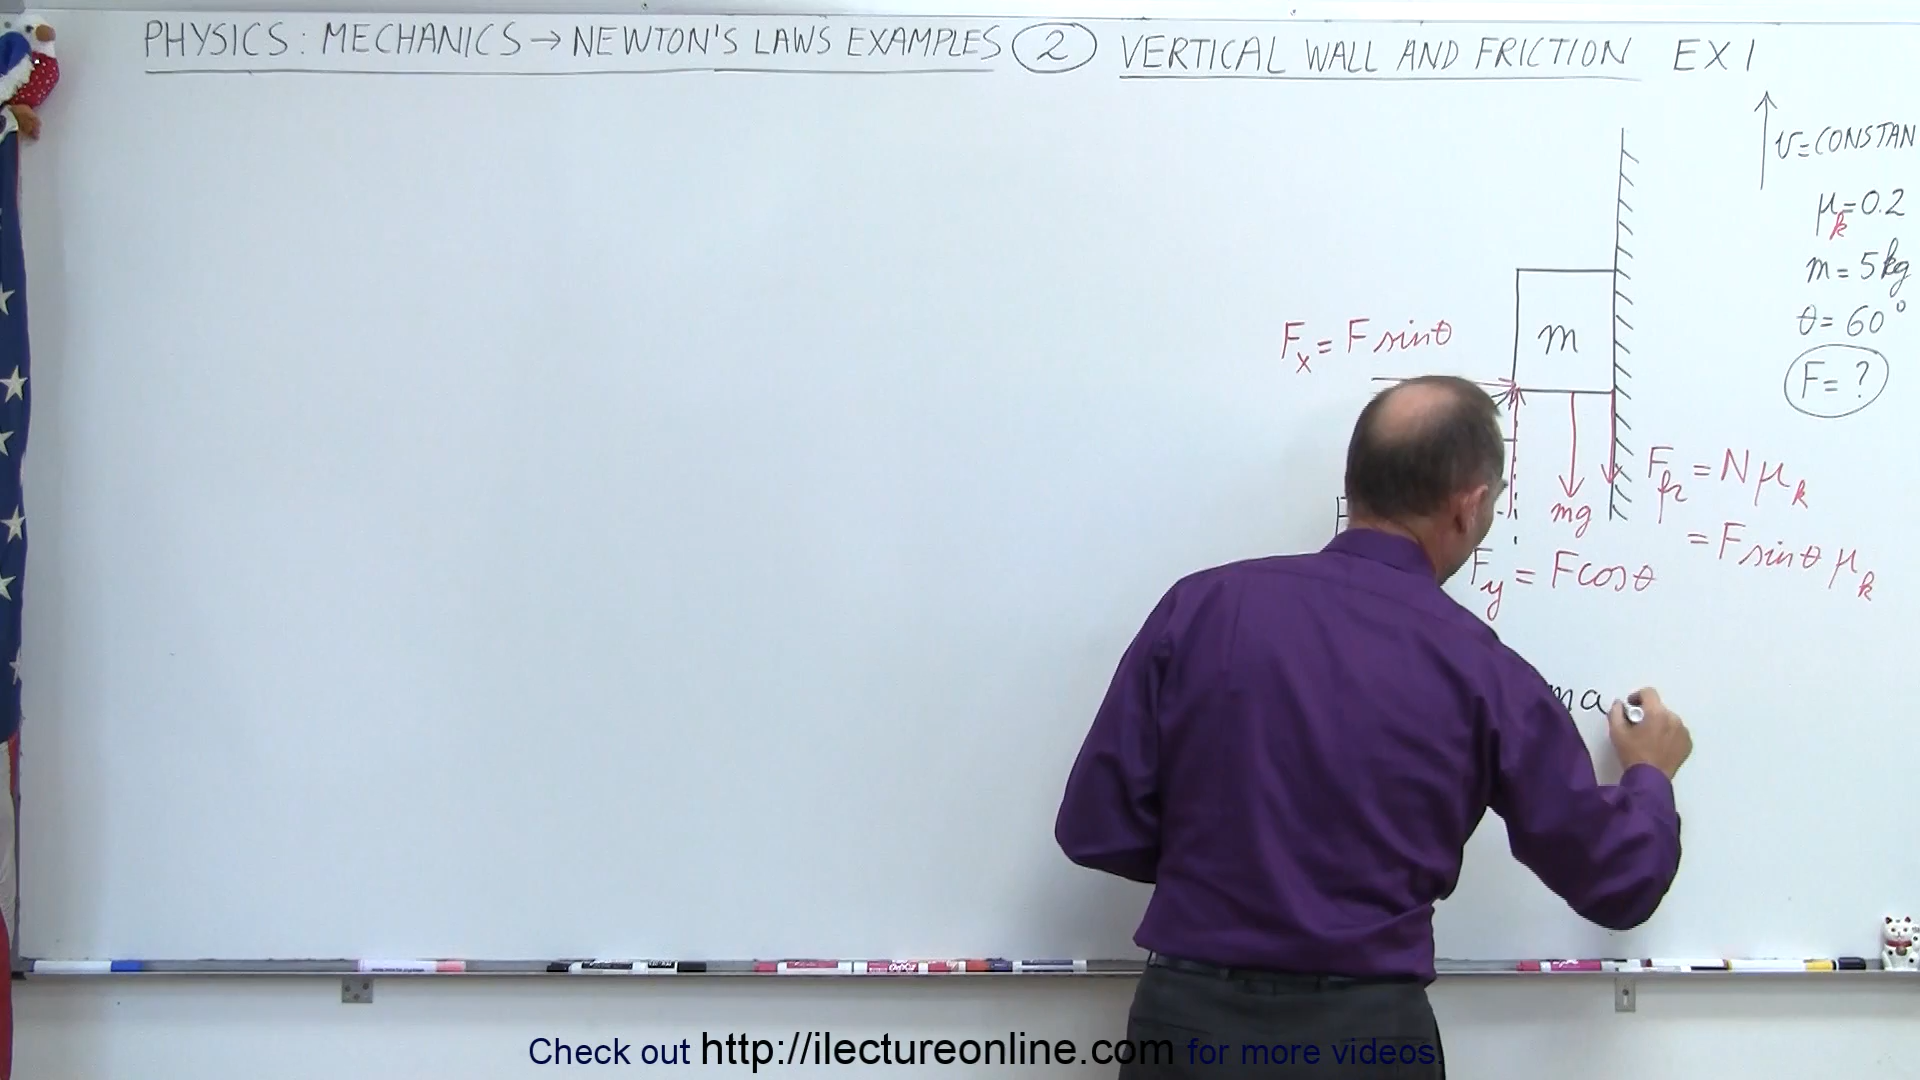 PHYSICS: MECHANICS → NEWTON'S LAWS EXAMPLES 2 VERTICAL WALL AND FRICTION EX 1
v = CONSTAN
μk = 0.2
m = 5kg
θ = 60°
F = ?
m
Fx = F sinθ
mg
Ffr = N μk
= F sinθ μk
Fy = F cosθ
ma
Check out http://ilectureonline.com for more videos.